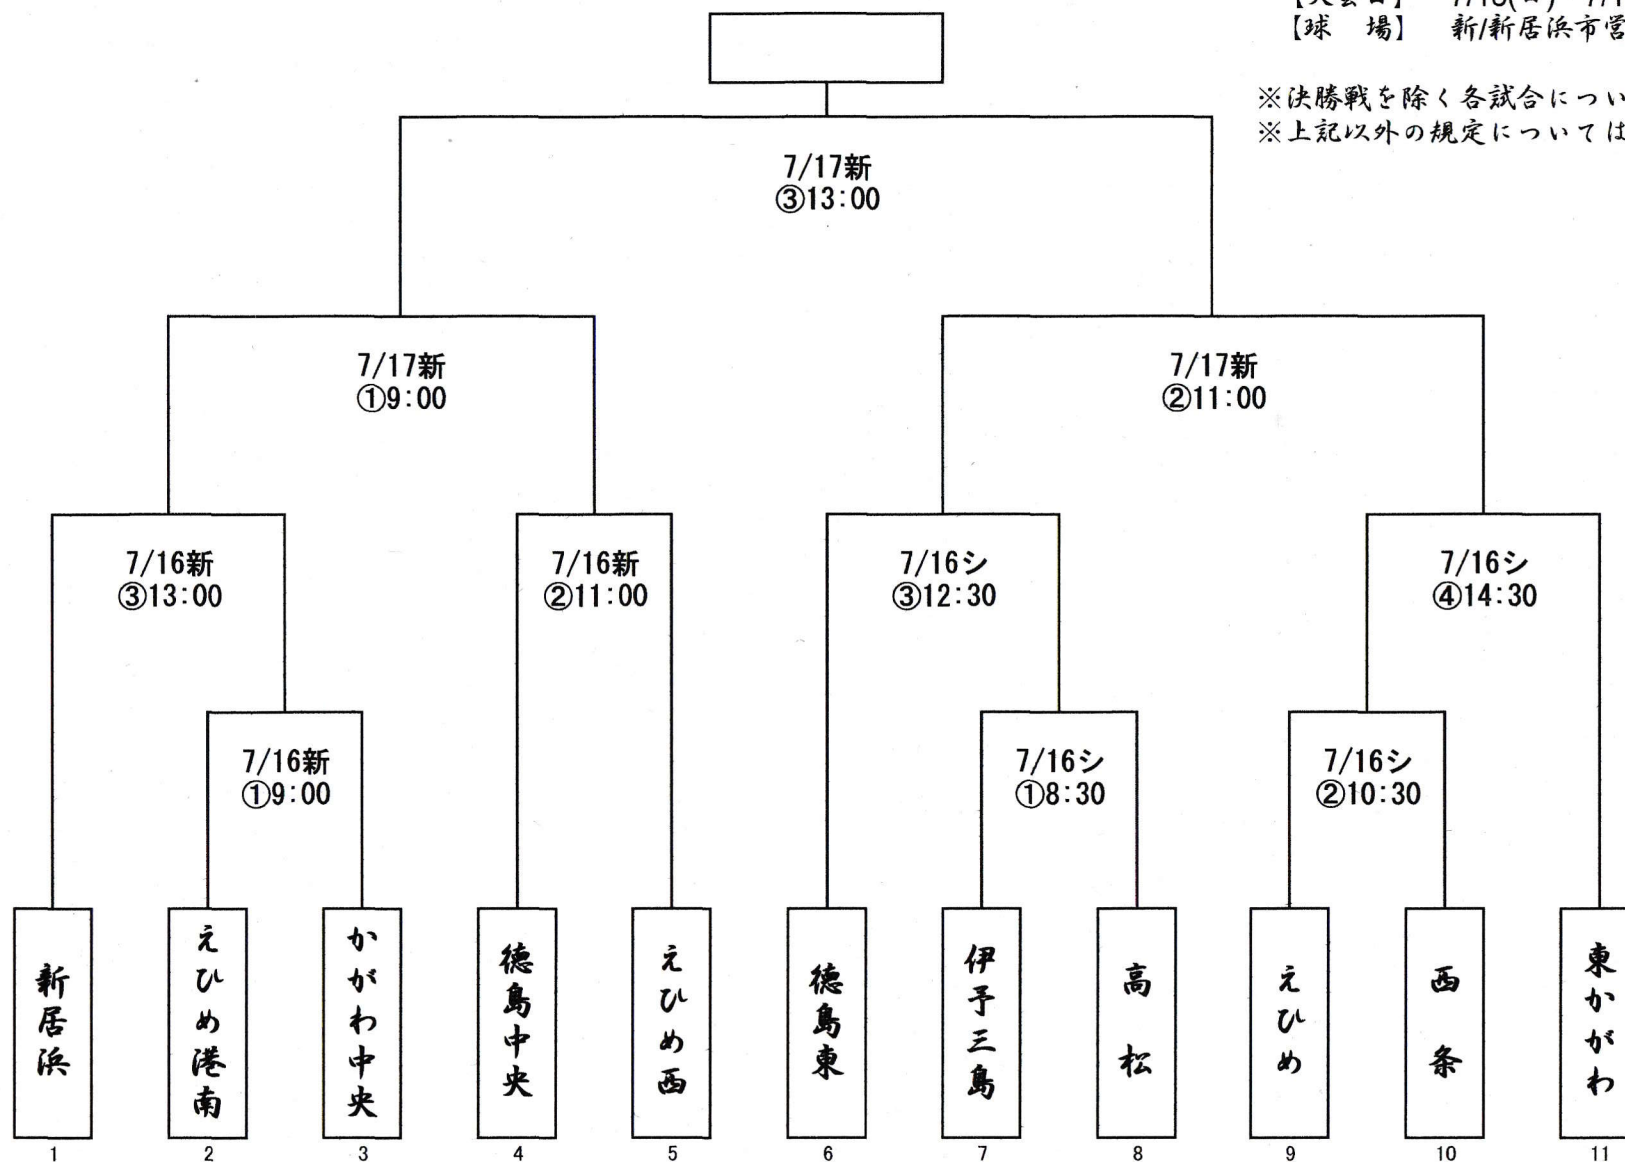 【球　場】　新/新居浜市営
※決勝戦を除く各試合につい
※上記以外の規定については
7/17新
③13:00
7/17新
①9:00
7/17新
②11:00
7/16新
③13:00
7/16新
②11:00
7/16シ
③12:30
7/16シ
④14:30
7/16新
①9:00
7/16シ
①8:30
7/16シ
②10:30
新居浜
えひめ港南
かがわ中央
徳島中央
えひめ西
徳島東
伊予三島
高松
えひめ
西条
東かがわ
1 2 3 4 5 6 7 8 9 10 11